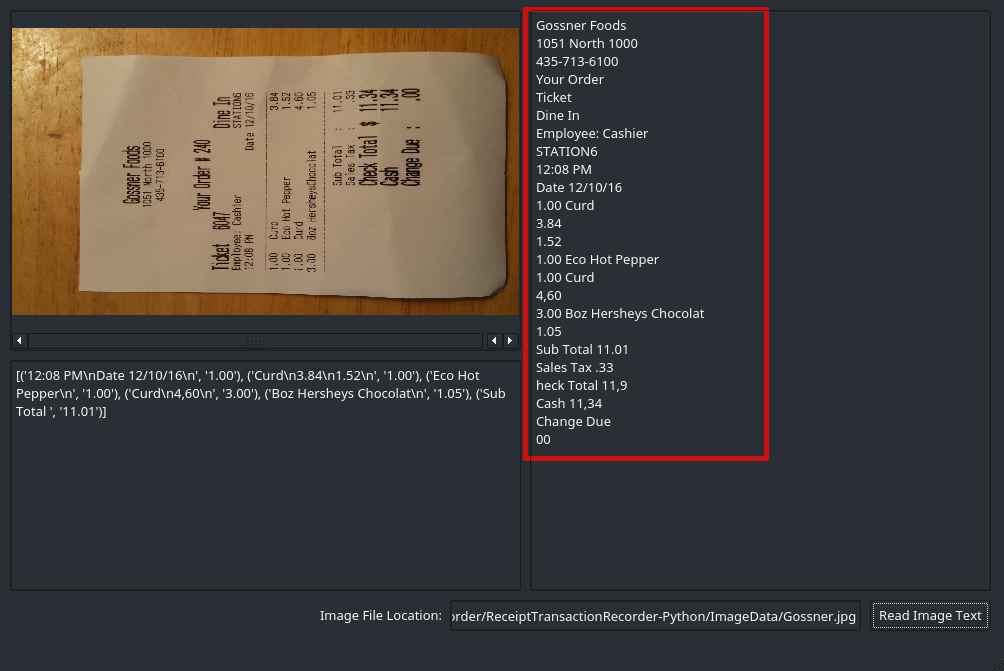 Gossner Foods
1051 North 1000
435-713-6100
Your Order # 240
Ticket 6047
Dine In
Employee: Cashier
STATION6
12:08 PM
Date 12/10/16
1.00 Curd 3.84
1.00 Eco Hot Pepper 1.52
1.00 Curd 4.60
3.00 8oz HersheysChocolat 1.05
Sub Total : 11.01
Sales Tax : .33
Check Total $ 11.34
Cash 11.34
Change Due : .00
[('12:08 PM\nDate 12/10/16\n', '1.00'), ('Curd\n3.84\n1.52\n', '1.00'), ('Eco Hot
Pepper\n', '1.00'), ('Curd\n4,60\n', '3.00'), ('Boz Hersheys Chocolat\n', '1.05'), ('Sub
Total ', '11.01')]
Gossner Foods
1051 North 1000
435-713-6100
Your Order
Ticket
Dine In
Employee: Cashier
STATION6
12:08 PM
Date 12/10/16
1.00 Curd
3.84
1.52
1.00 Eco Hot Pepper
1.00 Curd
4,60
3.00 Boz Hersheys Chocolat
1.05
Sub Total 11.01
Sales Tax .33
heck Total 11,9
Cash 11,34
Change Due
00
Image File Location:
order/ReceiptTransactionRecorder-Python/ImageData/Gossner.jpg
Read Image Text